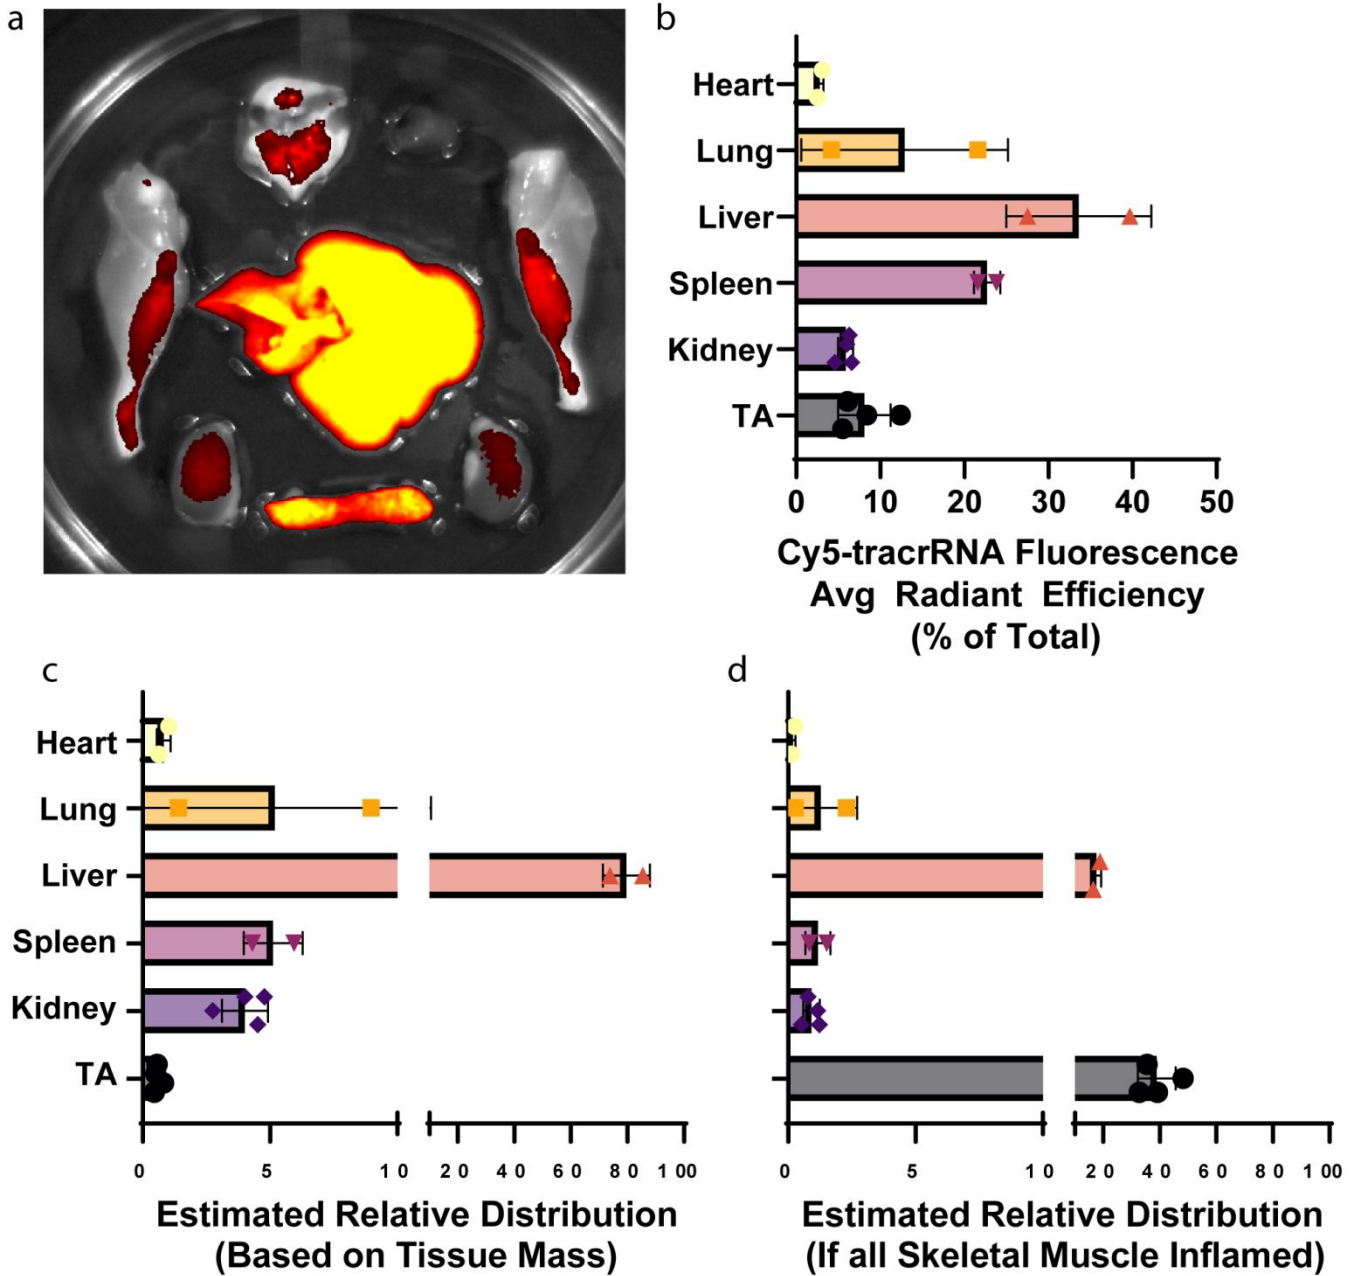 a
b
Heart
Lung
Liver
Spleen
Kidney
TA
0 10 20 30 40 50
Cy5-tracrRNA Fluorescence
Avg Radiant Efficiency
(% of Total)
c
Heart
Lung
Liver
Spleen
Kidney
TA
0 5 10 20 40 60 80 100
Estimated Relative Distribution
(Based on Tissue Mass)
d
0 5 10 20 40 60 80 100
Estimated Relative Distribution
(If all Skeletal Muscle Inflamed)